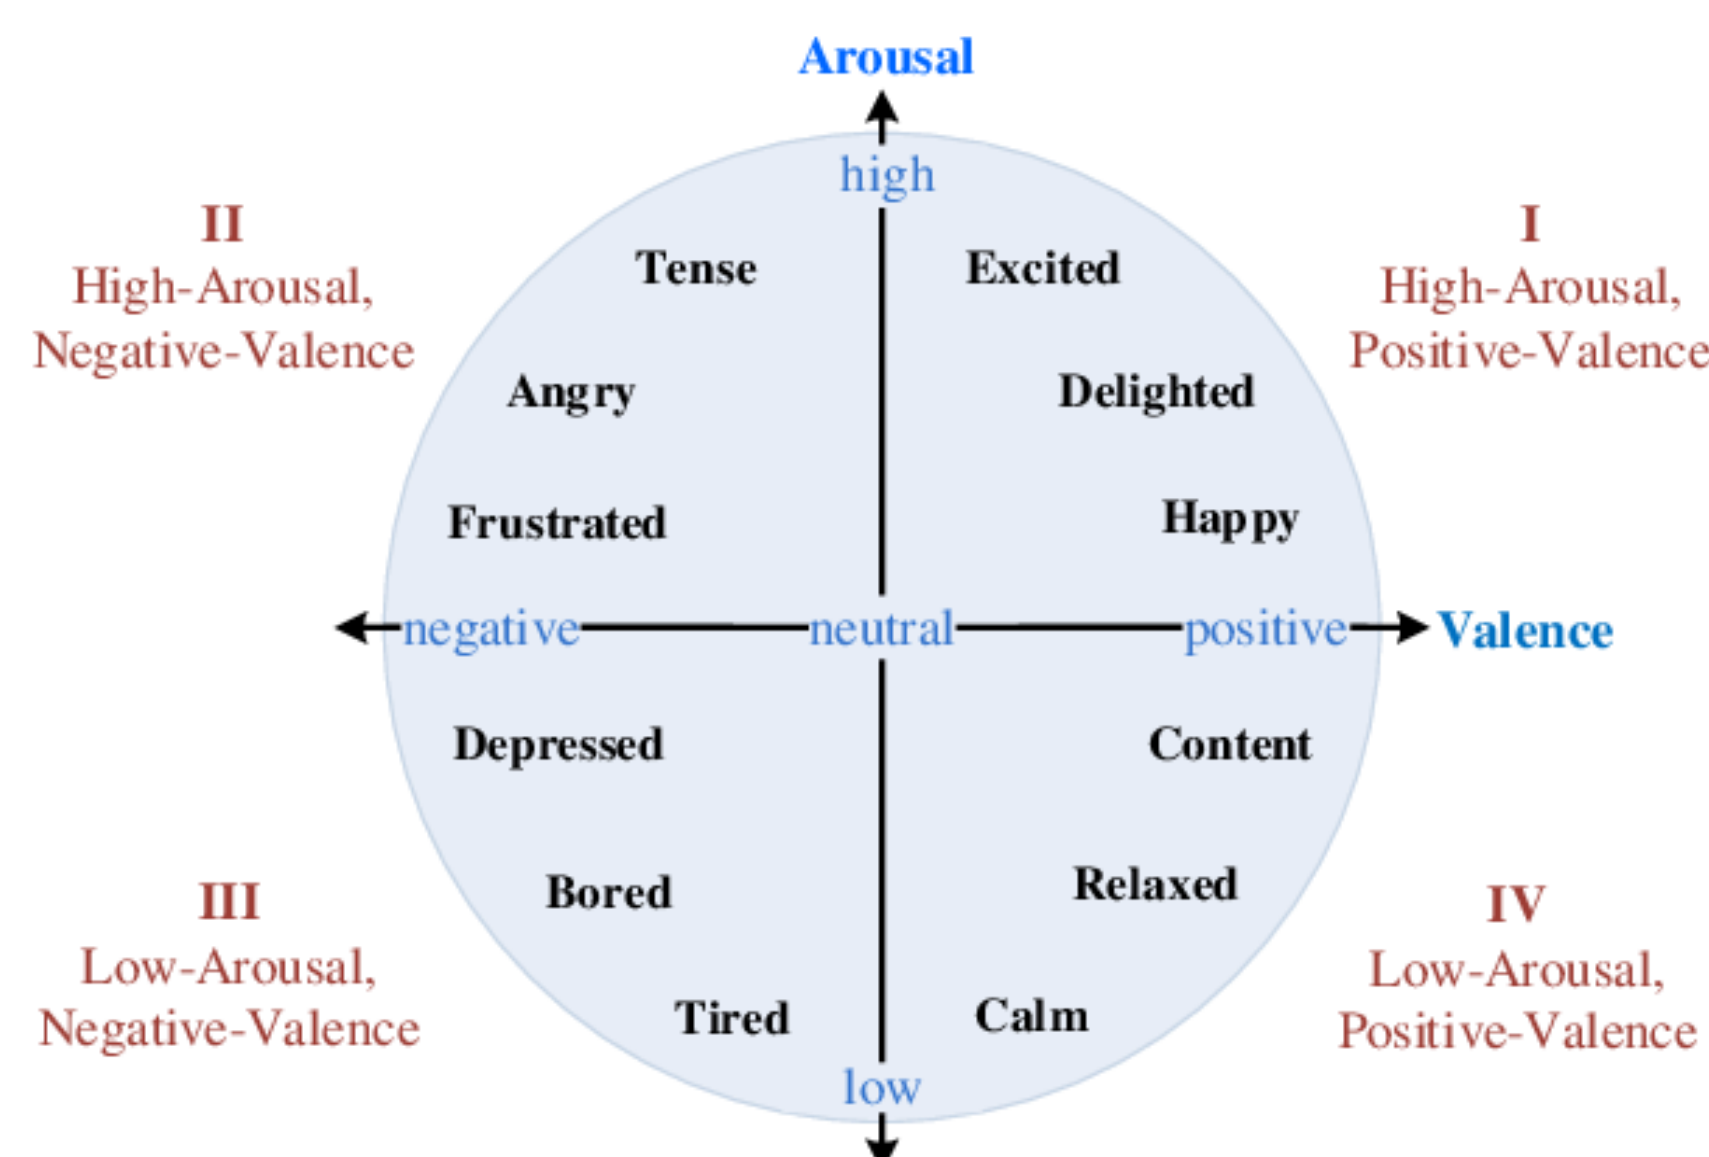 Arousal
high
II
High-Arousal,
Negative-Valence
I
High-Arousal,
Positive-Valence
Tense
Excited
Angry
Delighted
Frustrated
Happy
negative
neutral
positive
Valence
Depressed
Content
Bored
Relaxed
III
Low-Arousal,
Negative-Valence
IV
Low-Arousal,
Positive-Valence
Tired
Calm
low